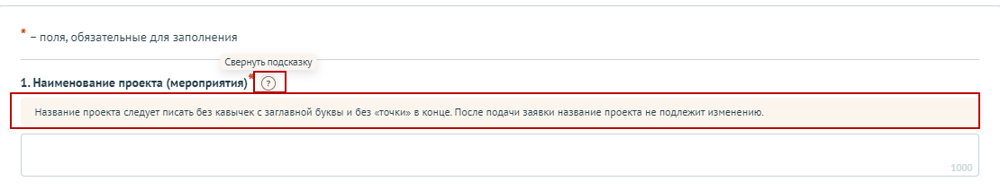 * – поля, обязательные для заполнения
Свернуть подсказку
1. Наименование проекта (мероприятия)* ?
Название проекта следует писать без кавычек с заглавной буквы и без «точки» в конце. После подачи заявки название проекта не подлежит изменению.
1000